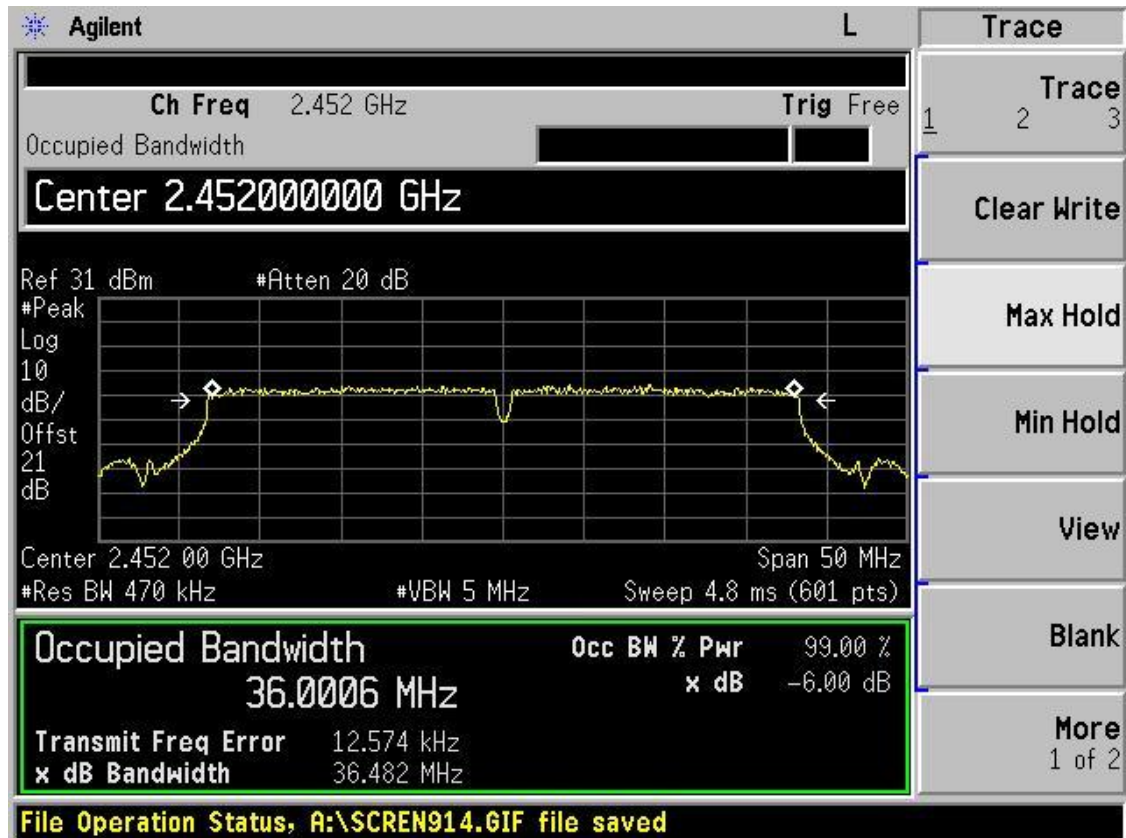 Agilent L
Trace
Ch Freq 2.452 GHz Trig Free
Occupied Bandwidth
Center 2.452000000 GHz
Ref 31 dBm #Atten 20 dB
#Peak
Log
10
dB/
Offst
21
dB
Center 2.452 00 GHz Span 50 MHz
#Res BW 470 kHz #VBW 5 MHz Sweep 4.8 ms (601 pts)
Occupied Bandwidth
36.0006 MHz
Occ BW % Pwr 99.00 %
x dB -6.00 dB
Transmit Freq Error 12.574 kHz
x dB Bandwidth 36.482 MHz
File Operation Status, A:\SCREN914.GIF file saved
Trace
1 2 3
Clear Write
Max Hold
Min Hold
View
Blank
More
1 of 2